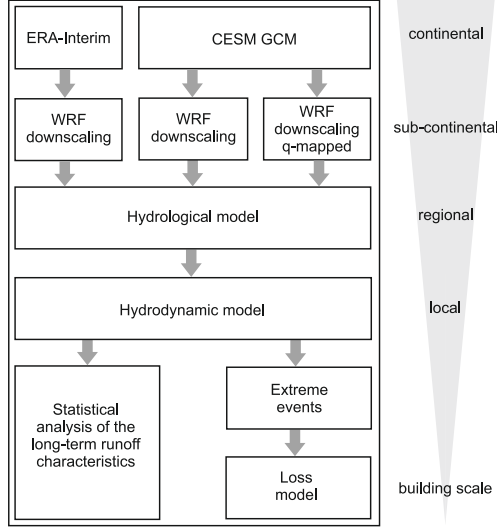 ERA-Interim
CESM GCM
continental
WRF
downscaling
WRF
downscaling
WRF
downscaling
q-mapped
sub-continental
Hydrological model
regional
Hydrodynamic model
local
Statistical
analysis of the
long-term runoff
characteristics
Extreme
events
Loss
model
building scale